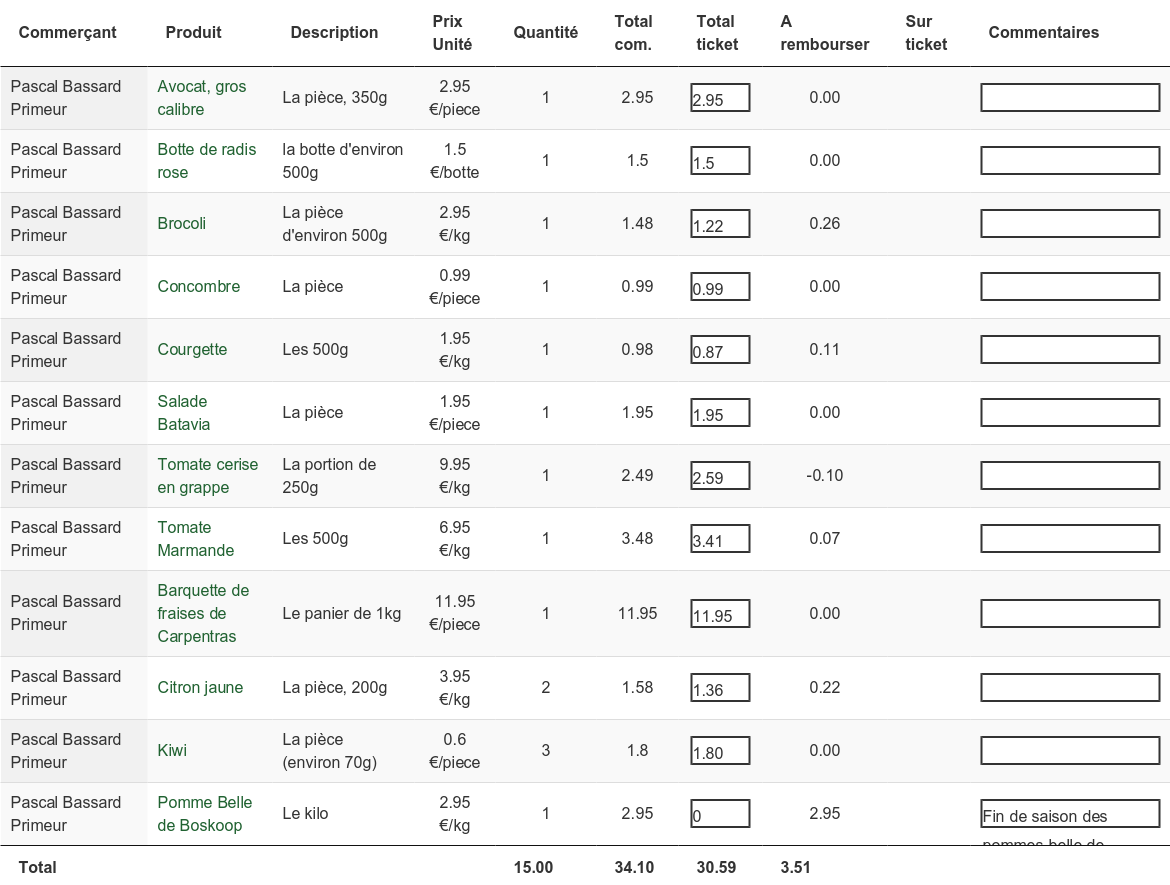 Commerçant Produit Description Prix Unité Quantité Total com. Total ticket A rembourser Sur ticket Commentaires
Pascal Bassard Primeur Avocat, gros calibre La pièce, 350g 2.95 €/piece 1 2.95 2.95 0.00
Pascal Bassard Primeur Botte de radis rose la botte d'environ 500g 1.5 €/botte 1 1.5 1.5 0.00
Pascal Bassard Primeur Brocoli La pièce d'environ 500g 2.95 €/kg 1 1.48 1.22 0.26
Pascal Bassard Primeur Concombre La pièce 0.99 €/piece 1 0.99 0.99 0.00
Pascal Bassard Primeur Courgette Les 500g 1.95 €/kg 1 0.98 0.87 0.11
Pascal Bassard Primeur Salade Batavia La pièce 1.95 €/piece 1 1.95 1.95 0.00
Pascal Bassard Primeur Tomate cerise en grappe La portion de 250g 9.95 €/kg 1 2.49 2.59 -0.10
Pascal Bassard Primeur Tomate Marmande Les 500g 6.95 €/kg 1 3.48 3.41 0.07
Pascal Bassard Primeur Barquette de fraises de Carpentras Le panier de 1kg 11.95 €/piece 1 11.95 11.95 0.00
Pascal Bassard Primeur Citron jaune La pièce, 200g 3.95 €/kg 2 1.58 1.36 0.22
Pascal Bassard Primeur Kiwi La pièce (environ 70g) 0.6 €/piece 3 1.8 1.80 0.00
Pascal Bassard Primeur Pomme Belle de Boskoop Le kilo 2.95 €/kg 1 2.95 0 2.95 Fin de saison des pommes belle de
Total 15.00 34.10 30.59 3.51